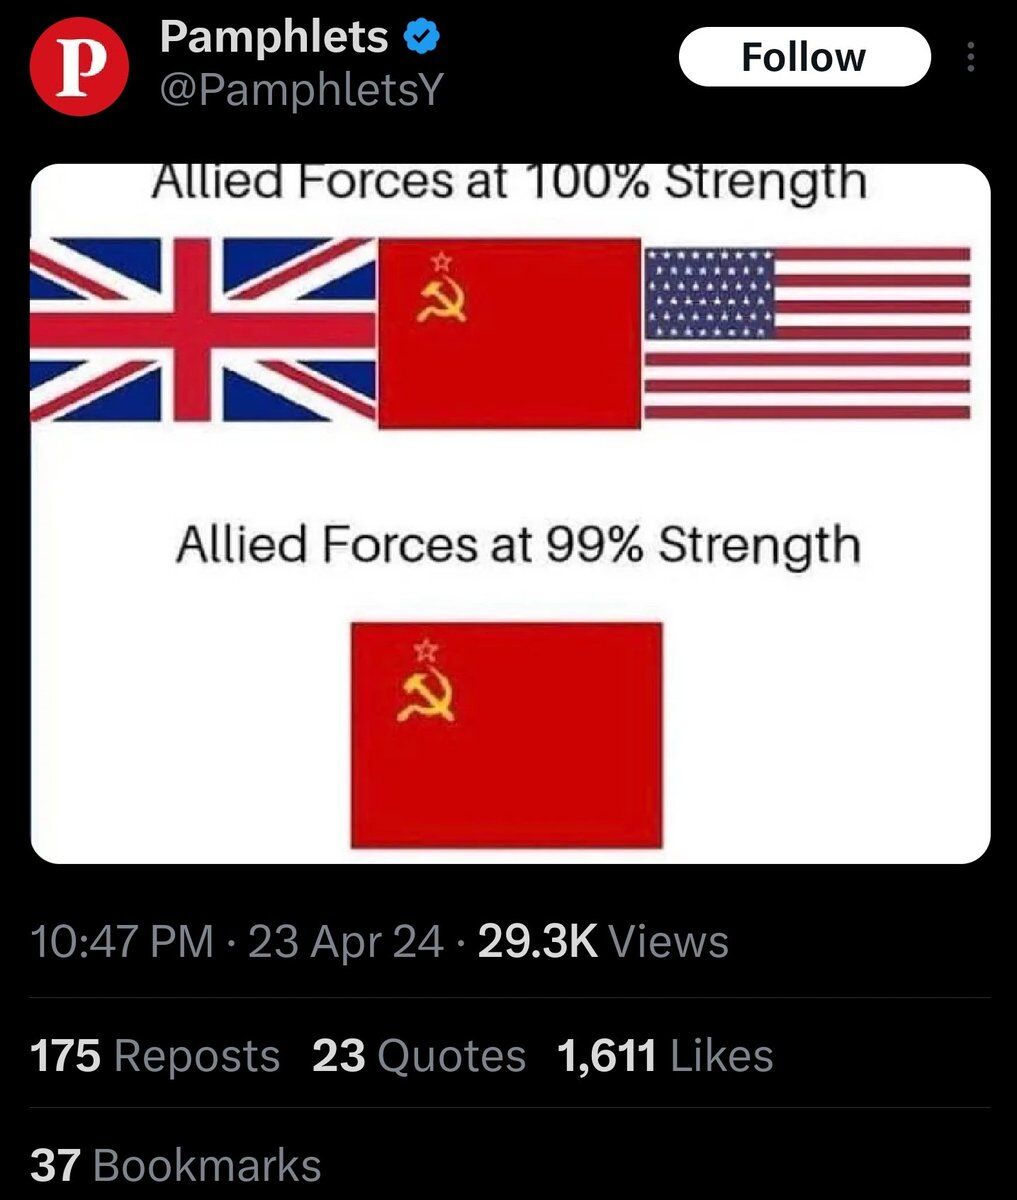 P
Pamphlets
@PamphletsY
Follow
Allied Forces at 100% Strength
Allied Forces at 99% Strength
10:47 PM · 23 Apr 24 · 29.3K Views
175 Reposts 23 Quotes 1,611 Likes
37 Bookmarks